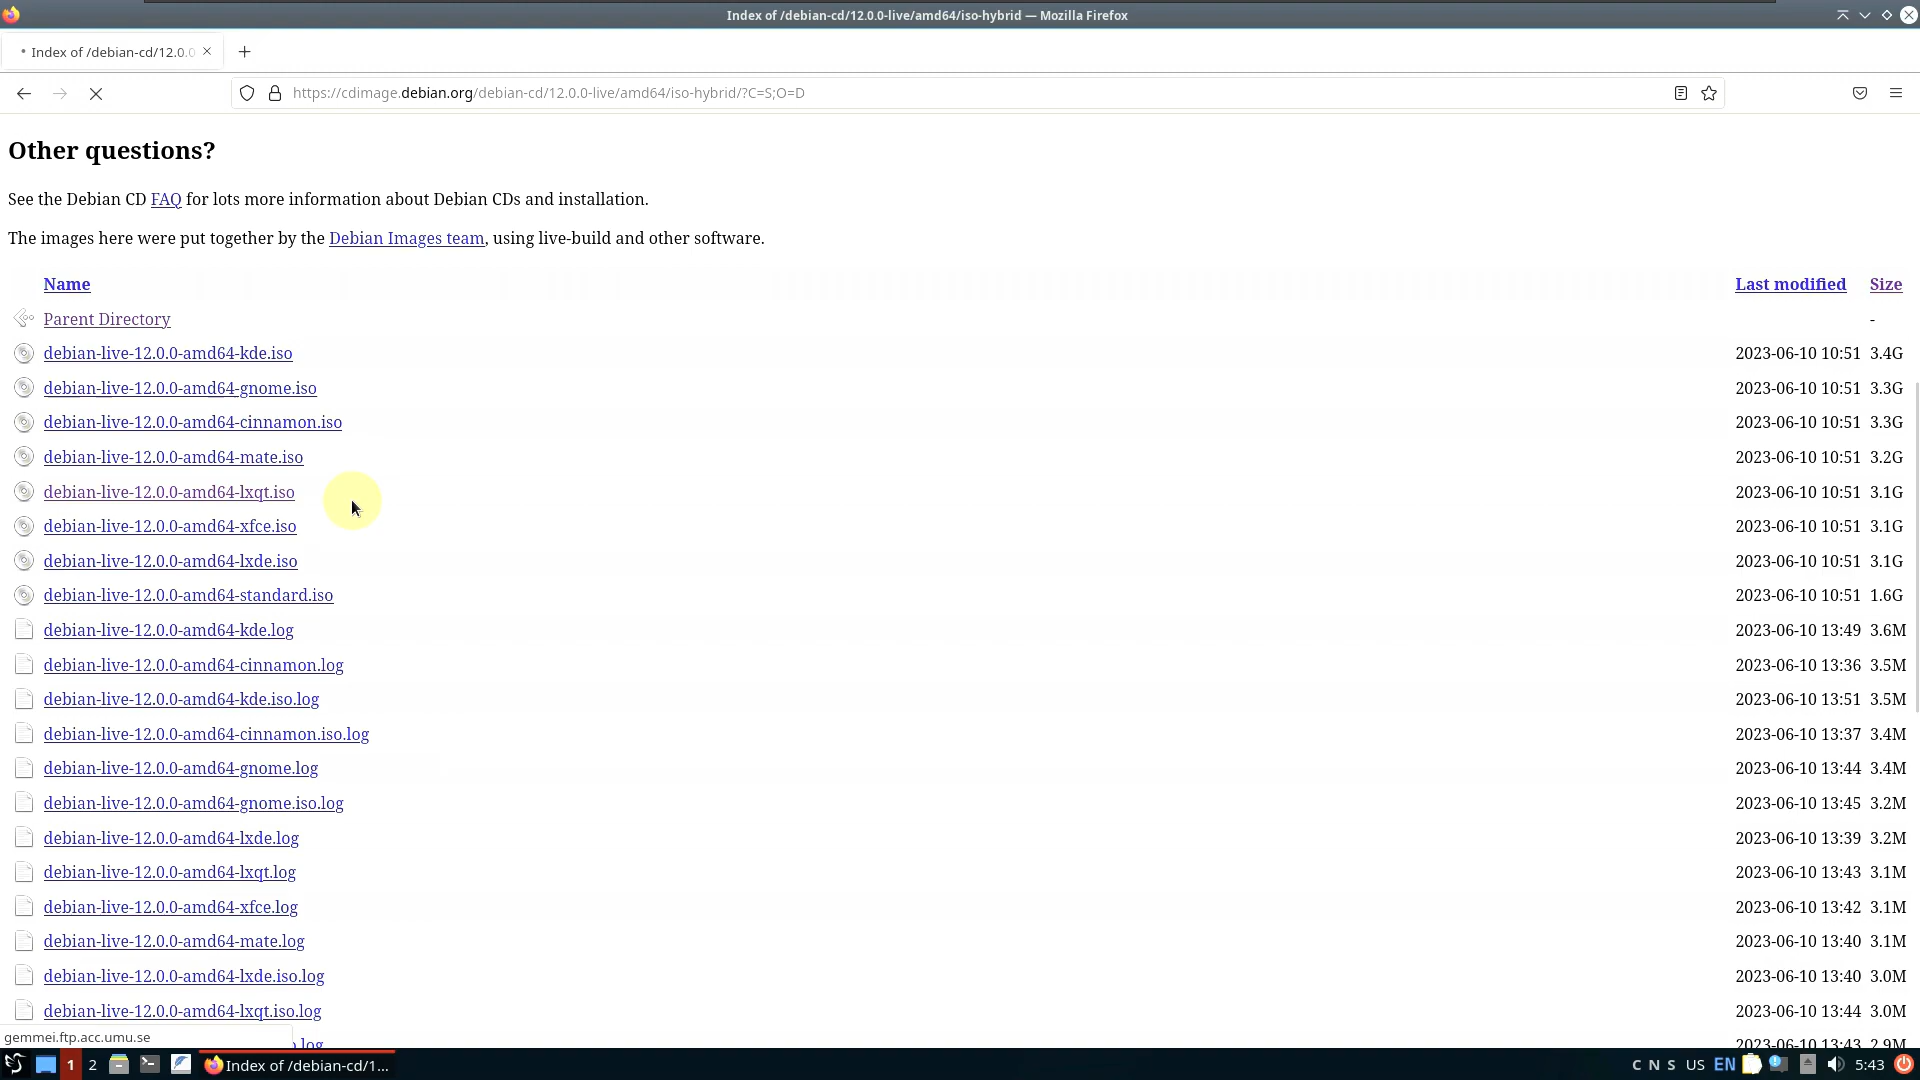 Index of /debian-cd/12.0.0-live/amd64/iso-hybrid — Mozilla Firefox
Index of /debian-cd/12.0.0
https://cdimage.debian.org/debian-cd/12.0.0-live/amd64/iso-hybrid/?C=S;O=D
Other questions?
See the Debian CD FAQ for lots more information about Debian CDs and installation.
The images here were put together by the Debian Images team, using live-build and other software.
Name Last modified Size
Parent Directory -
debian-live-12.0.0-amd64-kde.iso 2023-06-10 10:51 3.4G
debian-live-12.0.0-amd64-gnome.iso 2023-06-10 10:51 3.3G
debian-live-12.0.0-amd64-cinnamon.iso 2023-06-10 10:51 3.3G
debian-live-12.0.0-amd64-mate.iso 2023-06-10 10:51 3.2G
debian-live-12.0.0-amd64-lxqt.iso 2023-06-10 10:51 3.1G
debian-live-12.0.0-amd64-xfce.iso 2023-06-10 10:51 3.1G
debian-live-12.0.0-amd64-lxde.iso 2023-06-10 10:51 3.1G
debian-live-12.0.0-amd64-standard.iso 2023-06-10 10:51 1.6G
debian-live-12.0.0-amd64-kde.log 2023-06-10 13:49 3.6M
debian-live-12.0.0-amd64-cinnamon.log 2023-06-10 13:36 3.5M
debian-live-12.0.0-amd64-kde.iso.log 2023-06-10 13:51 3.5M
debian-live-12.0.0-amd64-cinnamon.iso.log 2023-06-10 13:37 3.4M
debian-live-12.0.0-amd64-gnome.log 2023-06-10 13:44 3.4M
debian-live-12.0.0-amd64-gnome.iso.log 2023-06-10 13:45 3.2M
debian-live-12.0.0-amd64-lxde.log 2023-06-10 13:39 3.2M
debian-live-12.0.0-amd64-lxqt.log 2023-06-10 13:43 3.1M
debian-live-12.0.0-amd64-xfce.log 2023-06-10 13:42 3.1M
debian-live-12.0.0-amd64-mate.log 2023-06-10 13:40 3.1M
debian-live-12.0.0-amd64-lxde.iso.log 2023-06-10 13:40 3.0M
debian-live-12.0.0-amd64-lxqt.iso.log 2023-06-10 13:44 3.0M
gemmei.ftp.acc.umu.se
.log 2023-06-10 13:43 2.9M
1 2 Index of /debian-cd/1... C N S US EN 5:43